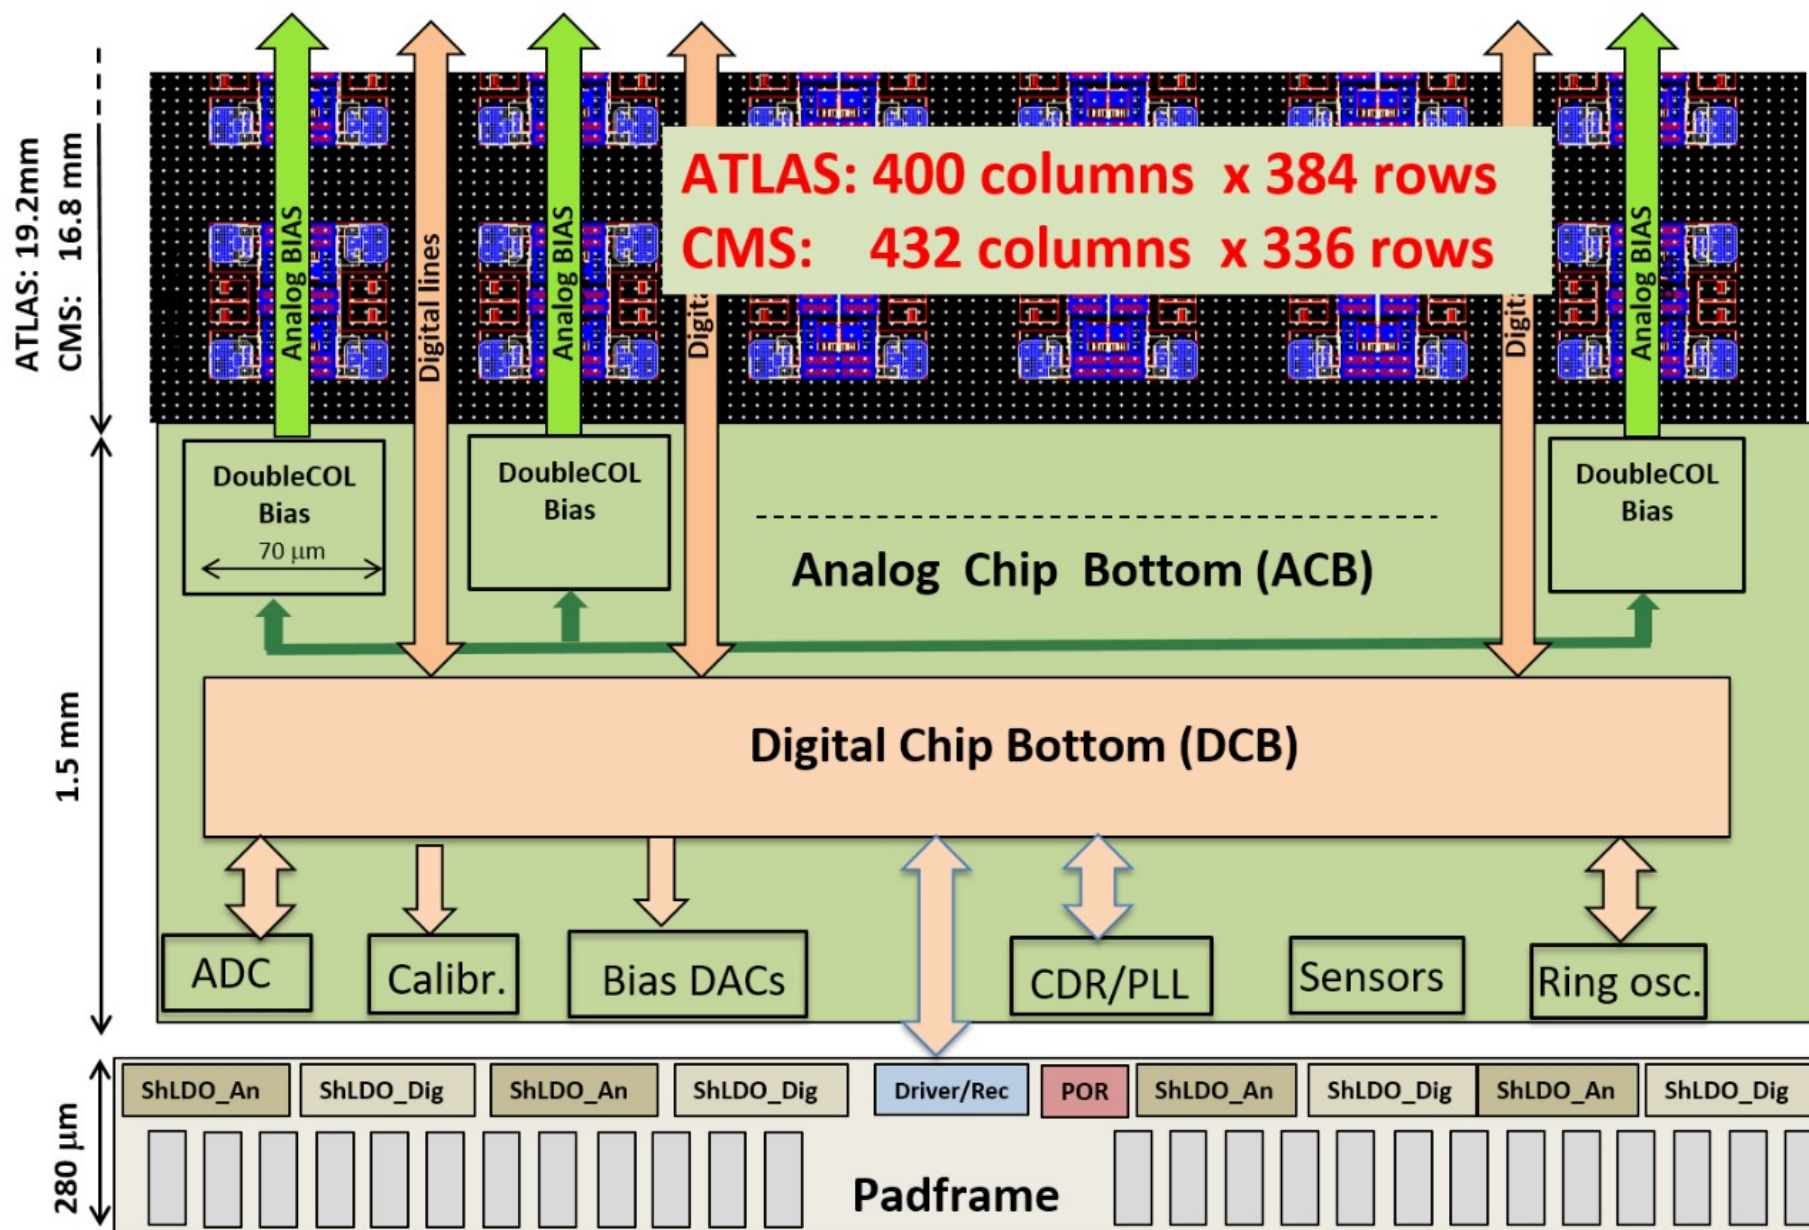 ATLAS: 19.2mm
CMS: 16.8 mm
Analog BIAS
Digital lines
Analog BIAS
Digita
Digita
Analog BIAS
ATLAS: 400 columns x 384 rows
CMS: 432 columns x 336 rows
1.5 mm
DoubleCOL
Bias
70 µm
DoubleCOL
Bias
DoubleCOL
Bias
Analog Chip Bottom (ACB)
Digital Chip Bottom (DCB)
ADC
Calibr.
Bias DACs
CDR/PLL
Sensors
Ring osc.
280 µm
ShLDO_An
ShLDO_Dig
ShLDO_An
ShLDO_Dig
Driver/Rec
POR
ShLDO_An
ShLDO_Dig
ShLDO_An
ShLDO_Dig
Padframe